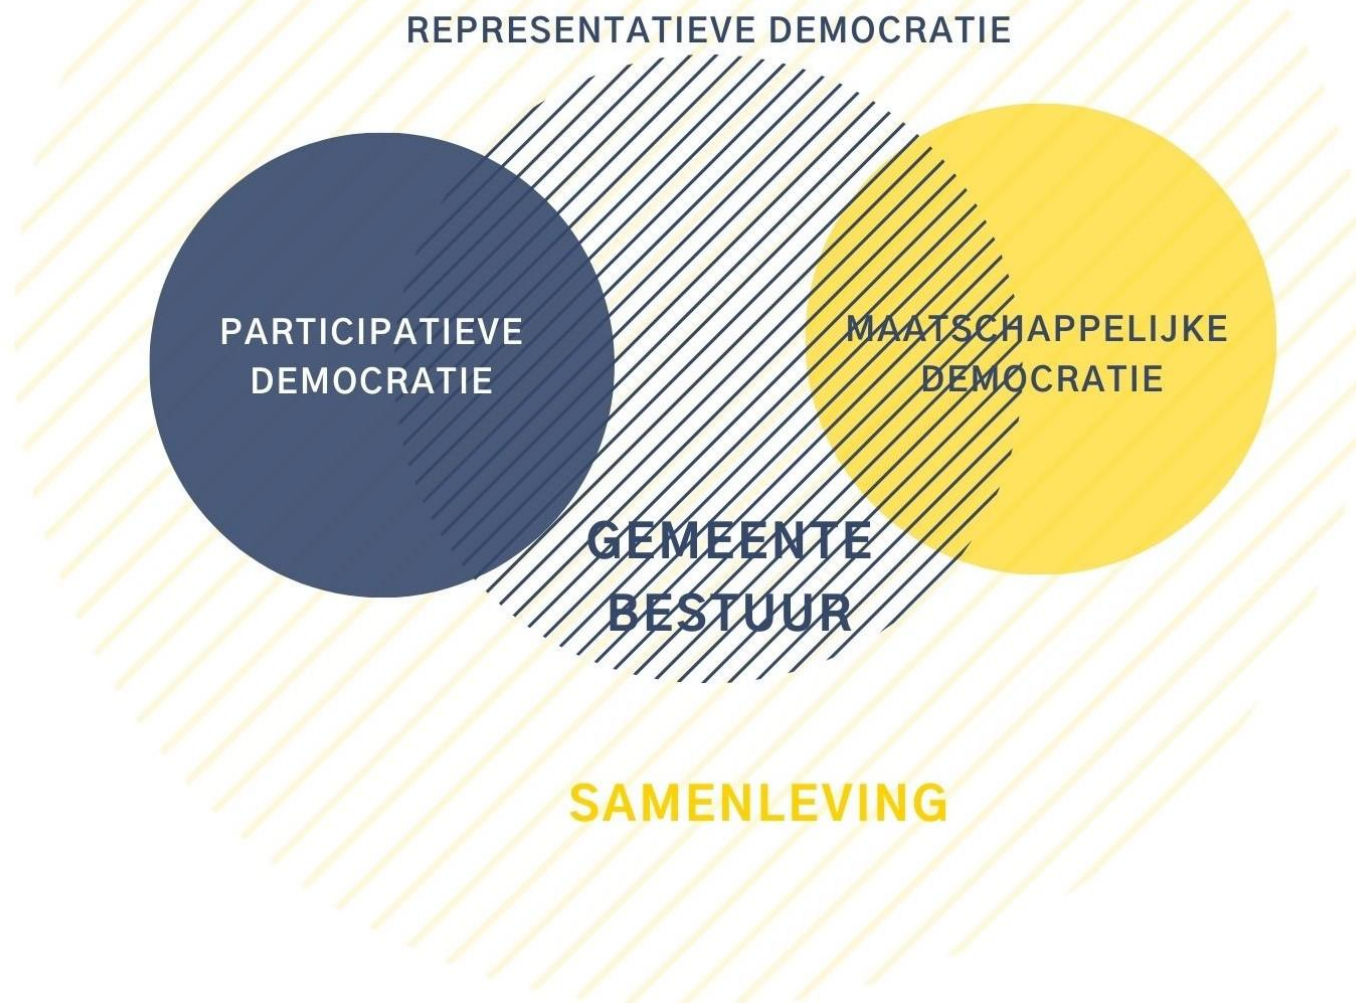 REPRESENTATIEVE DEMOCRATIE
PARTICIPATIEVE
DEMOCRATIE
MAATSCHAPPELIJKE
DEMOCRATIE
GEMEENTE
BESTUUR
SAMENLEVING